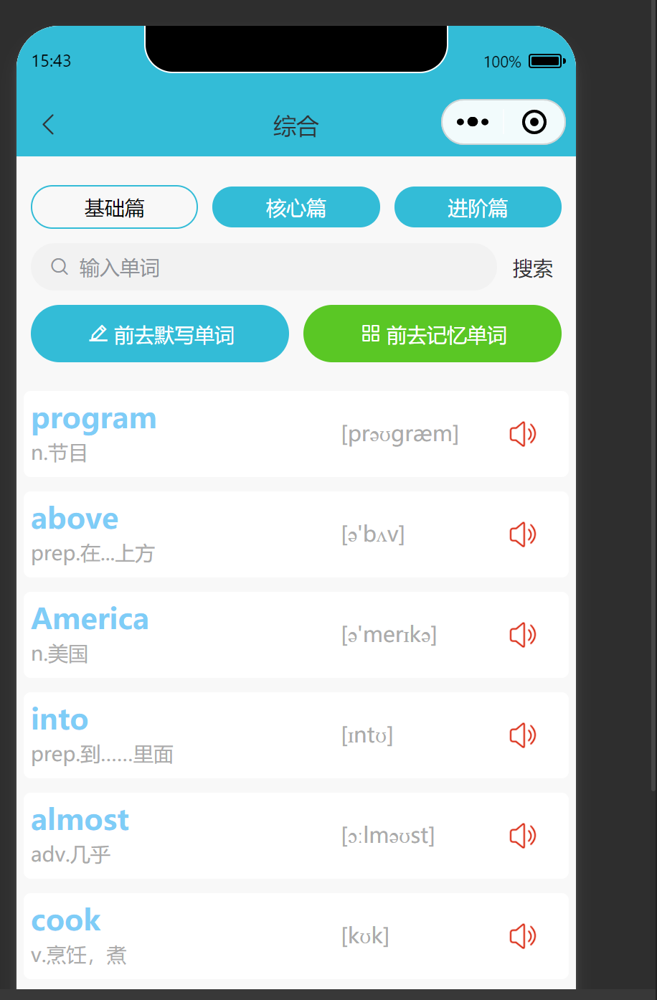 15:43
100%
综合
基础篇 核心篇 进阶篇
输入单词 搜索
前去默写单词 前去记忆单词
program
[prəʊgræm]
n.节目
above
[ə'bʌv]
prep.在...上方
America
[ə'merɪkə]
n.美国
into
[ɪntʊ]
prep.到......里面
almost
[ɔːlməʊst]
adv.几乎
cook
[kʊk]
v.烹饪，煮